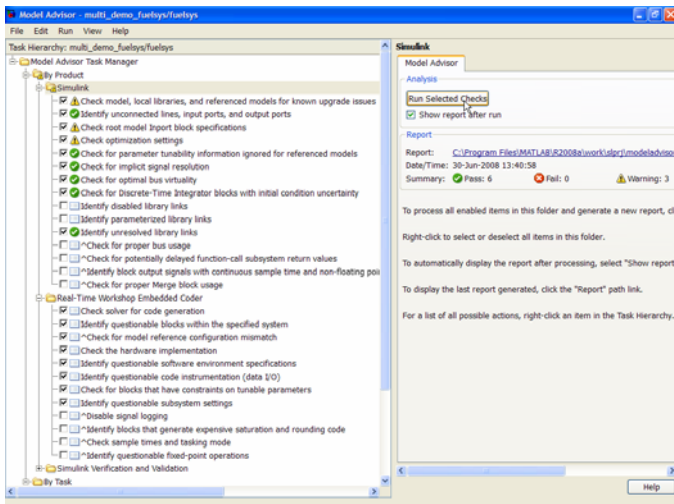 Model Advisor - multi_demo_fuelsys/fuelsys
File Edit Run View Help
Task Hierarchy: multi_demo_fuelsys/fuelsys
Model Advisor Task Manager
By Product
Simulink
Check model, local libraries, and referenced models for known upgrade issues
Identify unconnected lines, input ports, and output ports
Check root model Inport block specifications
Check optimization settings
Check for parameter tunability information ignored for referenced models
Check for implicit signal resolution
Check for optimal bus virtuality
Check for Discrete-Time Integrator blocks with initial condition uncertainty
Identify disabled library links
Identify parameterized library links
Identify unresolved library links
^Check for proper bus usage
^Check for potentially delayed function-call subsystem return values
^Identify block output signals with continuous sample time and non-floating poi
^Check for proper Merge block usage
Real-Time Workshop Embedded Coder
Check solver for code generation
Identify questionable blocks within the specified system
^Check for model reference configuration mismatch
Check the hardware implementation
Identify questionable software environment specifications
Identify questionable code instrumentation (data I/O)
Check for blocks that have constraints on tunable parameters
Identify questionable subsystem settings
^Disable signal logging
^Identify blocks that generate expensive saturation and rounding code
^Check sample times and tasking mode
^Identify questionable fixed-point operations
Simulink Verification and Validation
By Task
Simulink
Model Advisor
Analysis
Run Selected Checks
Show report after run
Report
Report: C:\Program Files\MATLAB\R2008a\work\slprj\modeladvisor
Date/Time: 30-Jun-2008 13:40:58
Summary: Pass: 6 Fail: 0 Warning: 3
To process all enabled items in this folder and generate a new report, cl
Right-click to select or deselect all items in this folder.
To automatically display the report after processing, select "Show report
To display the last report generated, click the "Report" path link.
For a list of all possible actions, right-click an item in the Task Hierarchy.
Help